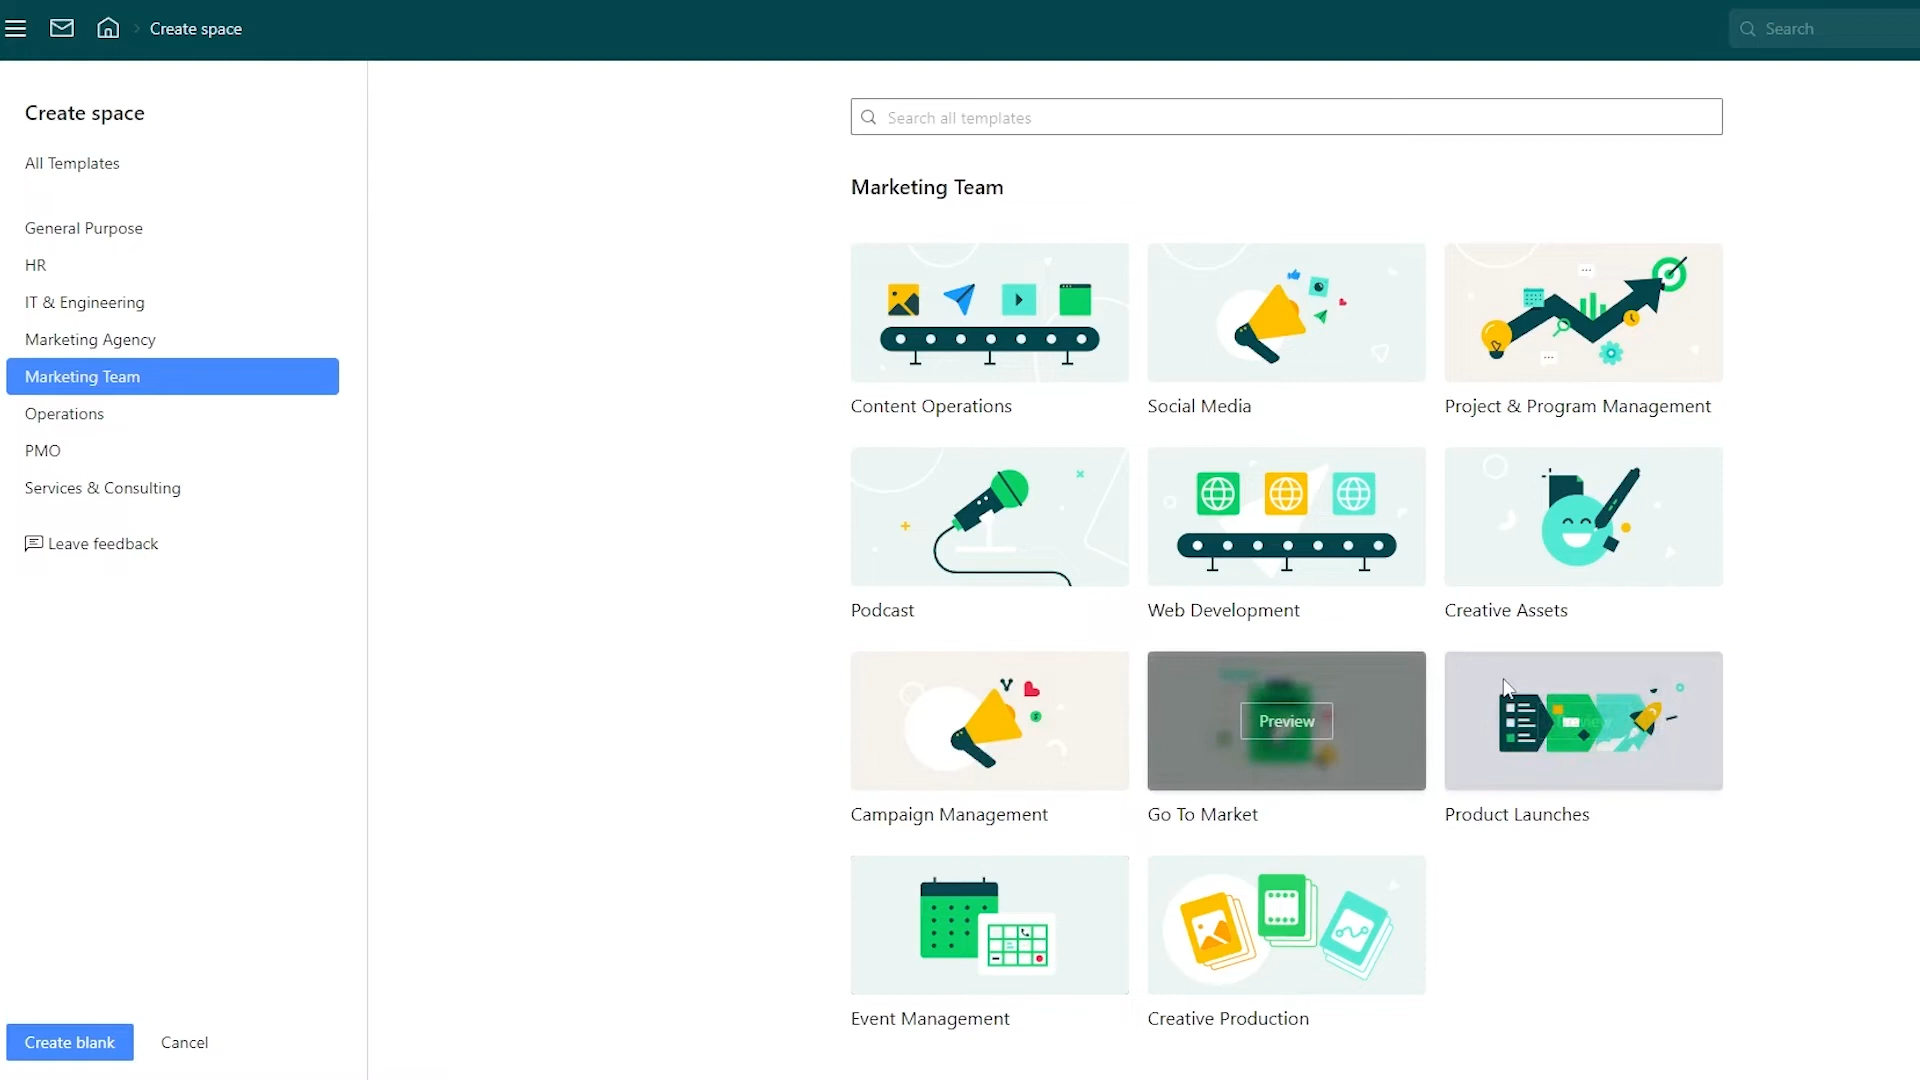 Create space
Search
Create space
All Templates
General Purpose
HR
IT & Engineering
Marketing Agency
Marketing Team
Operations
PMO
Services & Consulting
Leave feedback
Create blank
Cancel
Search all templates
Marketing Team
Content Operations
Social Media
Project & Program Management
Podcast
Web Development
Creative Assets
Preview
Campaign Management
Go To Market
Product Launches
Event Management
Creative Production